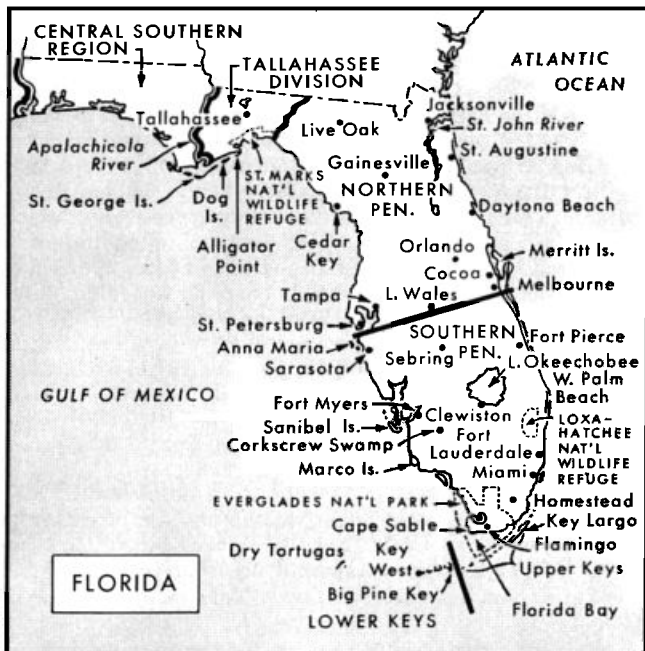 CENTRAL SOUTHERN
REGION
TALLAHASSEE
DIVISION
ATLANTIC
OCEAN
Tallahassee
Live Oak
Jacksonville
St. John River
Apalachicola
River
St. Augustine
Gainesville
NORTHERN
PEN.
St. George Is.
Dog
Is.
ST. MARKS
NAT'L
WILDLIFE
REFUGE
Alligator
Point
Cedar
Key
Daytona Beach
Orlando
Merritt Is.
Cocoa
Melbourne
Tampa
L. Wales
St. Petersburg
SOUTHERN
PEN.
Fort Pierce
Anna Maria
Sebring
Sarasota
L. Okeechobee
W. Palm
Beach
GULF OF MEXICO
Fort Myers
Clewiston
LOXA-
HATCHEE
NAT'L
WILDLIFE
REFUGE
Sanibel Is.
Corkscrew Swamp
Fort
Lauderdale
Marco Is.
Miami
EVERGLADES NAT'L PARK
Homestead
Cape Sable
Key Largo
Flamingo
Dry Tortugas
Key
West
Upper Keys
Big Pine Key
Florida Bay
LOWER KEYS
FLORIDA